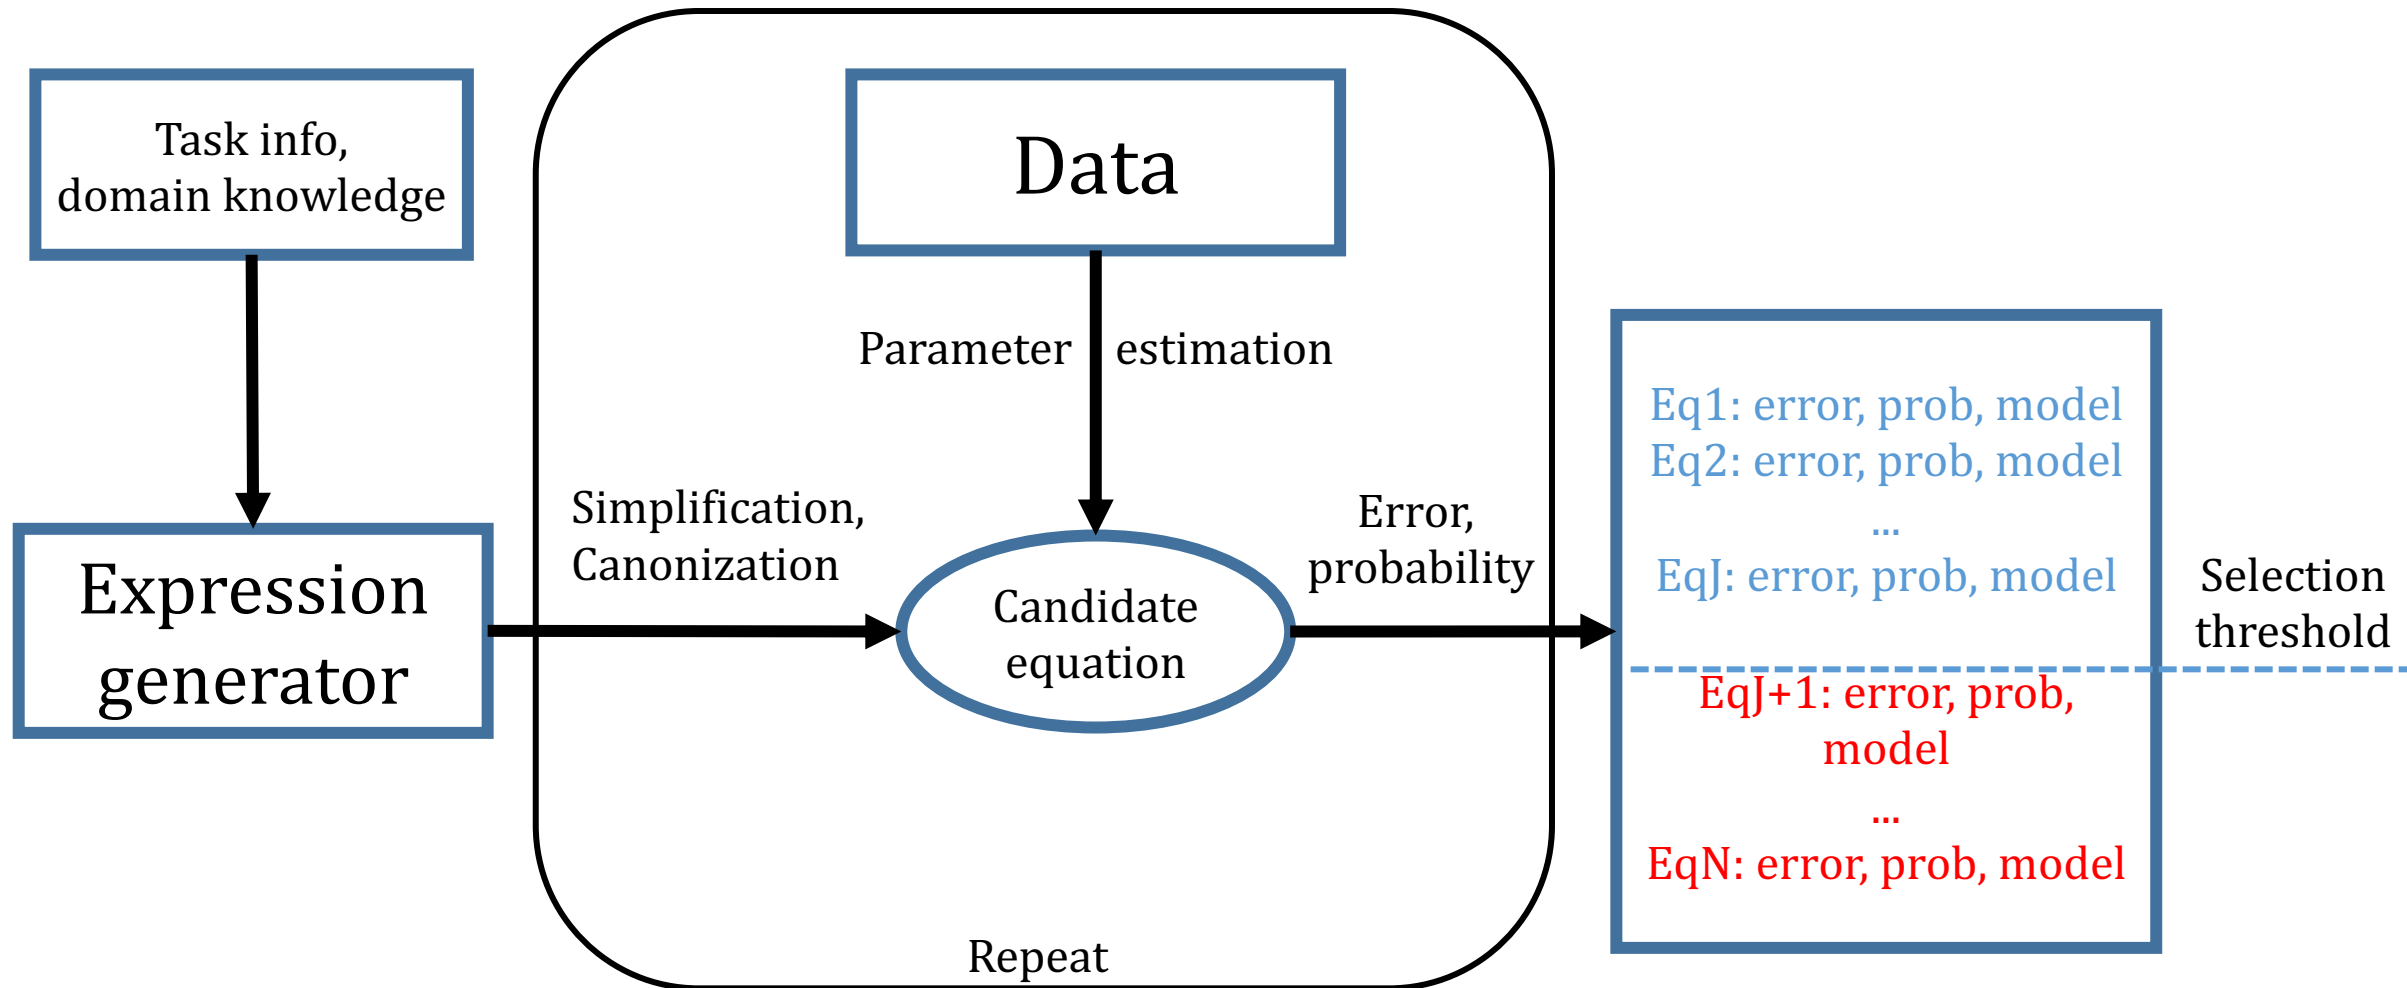 Task info,
domain knowledge
Data
Parameter estimation
Expression
generator
Simplification,
Canonization
Candidate
equation
Error,
probability
Repeat
Eq1: error, prob, model
Eq2: error, prob, model
...
EqJ: error, prob, model
EqJ+1: error, prob,
model
...
EqN: error, prob, model
Selection
threshold